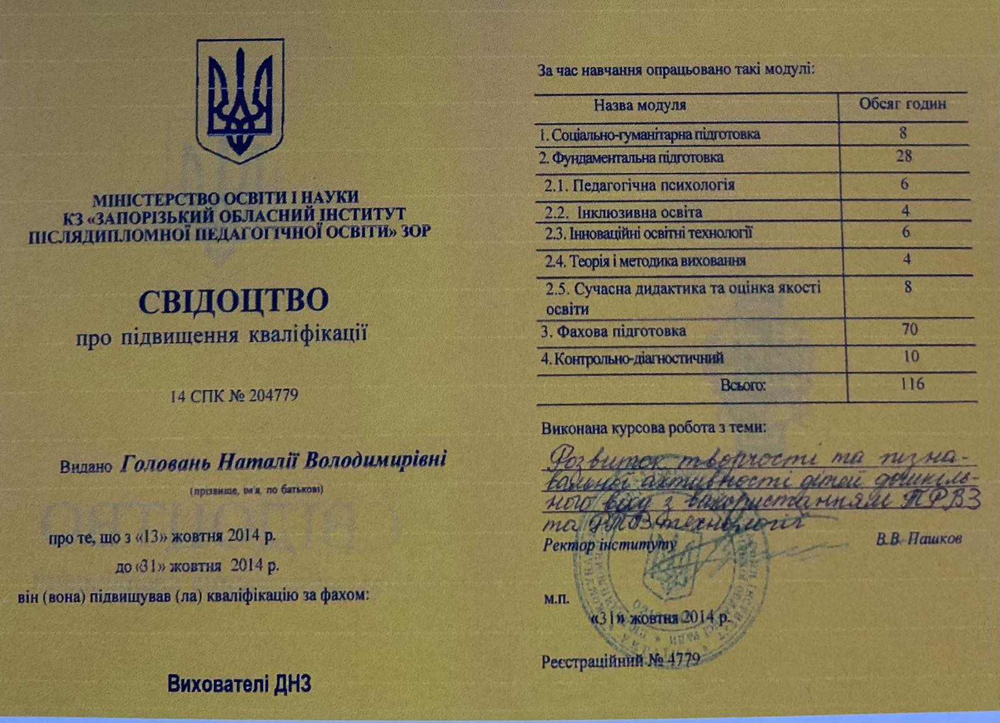 МІНІСТЕРСТВО ОСВІТИ І НАУКИ
КЗ «ЗАПОРІЗЬКИЙ ОБЛАСНИЙ ІНСТИТУТ
ПІСЛЯДИПЛОМНОЇ ПЕДАГОГІЧНОЇ ОСВІТИ» ЗОР
СВІДОЦТВО
про підвищення кваліфікації
14 СПК № 204779
Видано Головань Наталії Володимирівні
(прізвище, ім'я, по батькові)
про те, що з «13» жовтня 2014 р.
до «31» жовтня 2014 р.
він (вона) підвищував (ла) кваліфікацію за фахом:
Вихователі ДНЗ
За час навчання опрацьовано такі модулі:
Назва модуля Обсяг годин
1. Соціально-гуманітарна підготовка 8
2. Фундаментальна підготовка 28
2.1. Педагогічна психологія 6
2.2. Інклюзивна освіта 4
2.3. Інноваційні освітні технології 6
2.4. Теорія і методика виховання 4
2.5. Сучасна дидактика та оцінка якості 8
освіти
3. Фахова підготовка 70
4. Контрольно-діагностичний 10
Всього: 116
Виконана курсова робота з теми:
Розвиток творчості та пізна-
вальної активності дітей дошкіль-
ного віку з використанням ТРВЗ
та технологій
Ректор інституту В.В. Пашков
М.П.
«31» жовтня 2014 р.
Реєстраційний № 4779